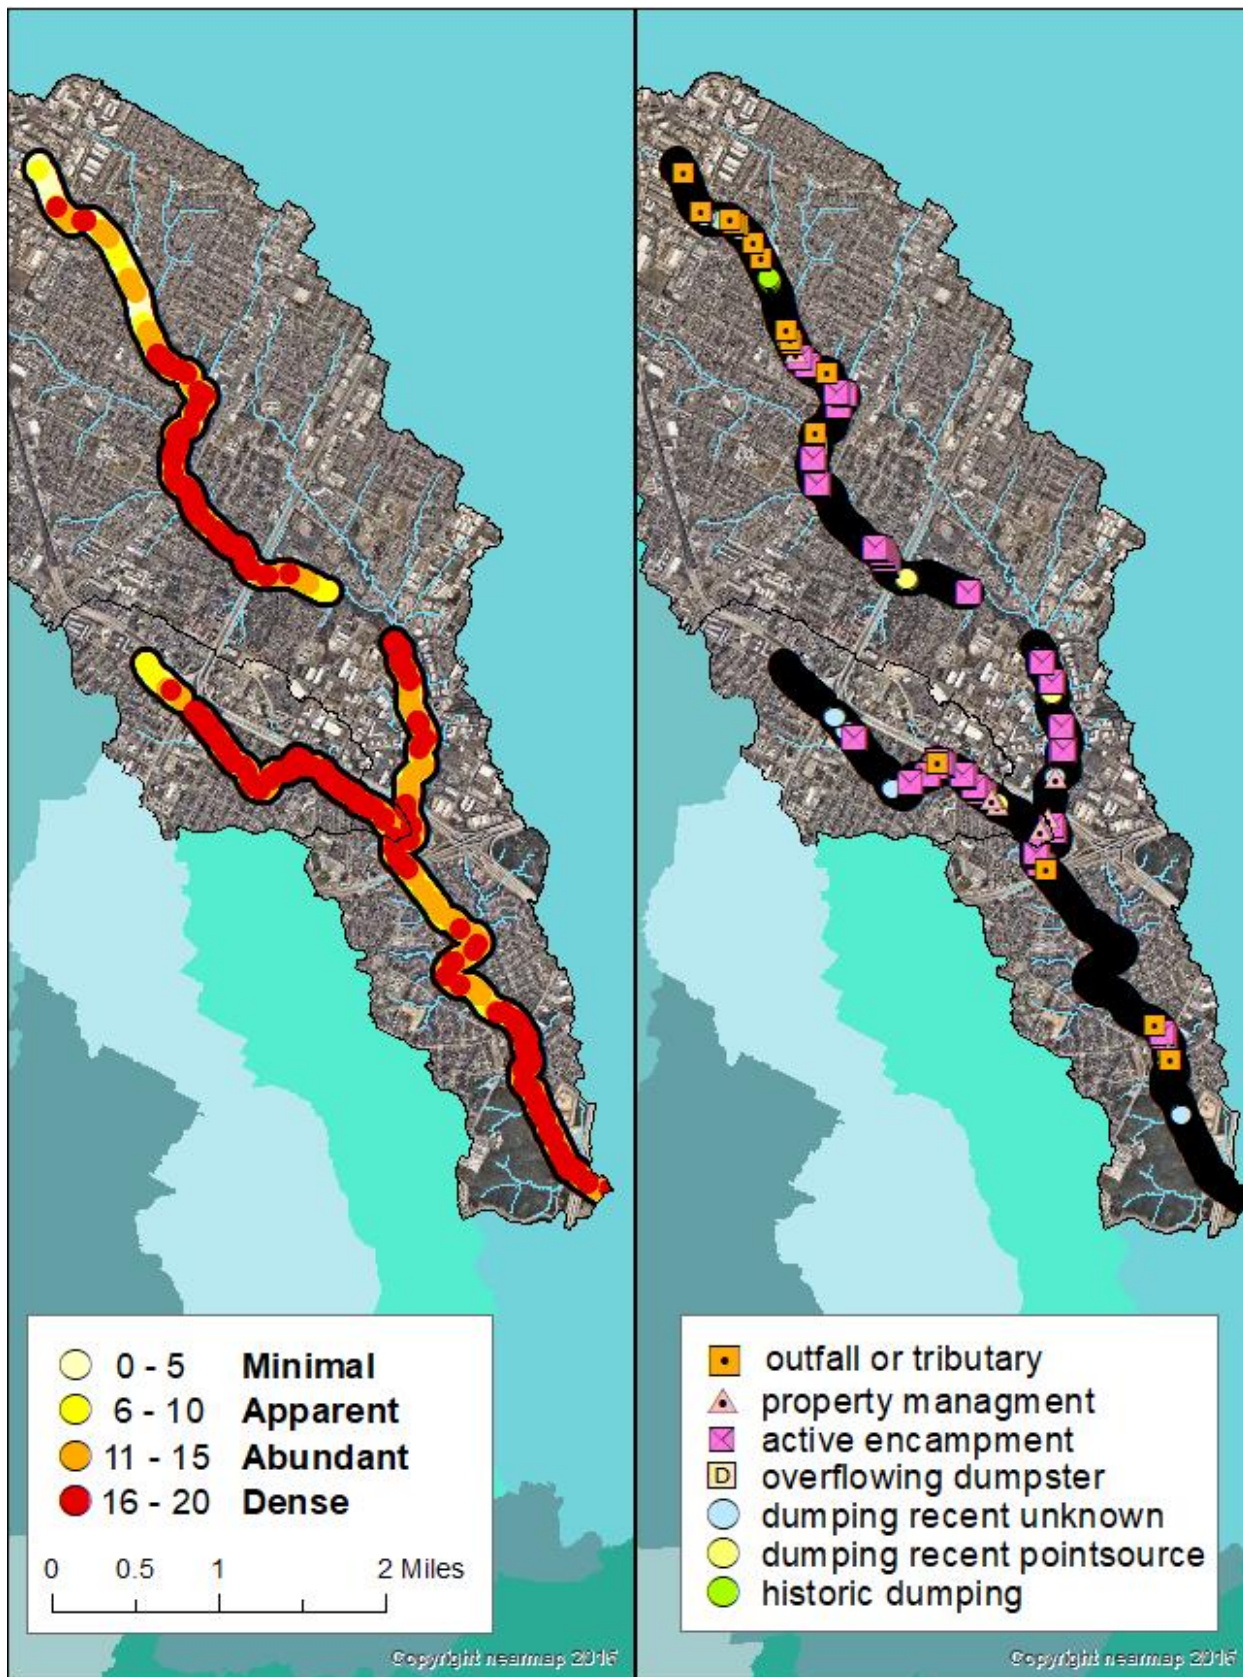 0 - 5 Minimal
6 - 10 Apparent
11 - 15 Abundant
16 - 20 Dense
0 0.5 1 2 Miles
Copyright nearmap 2015
outfall or tributary
property managment
active encampment
D overflowing dumpster
dumping recent unknown
dumping recent pointsource
historic dumping
Copyright nearmap 2015